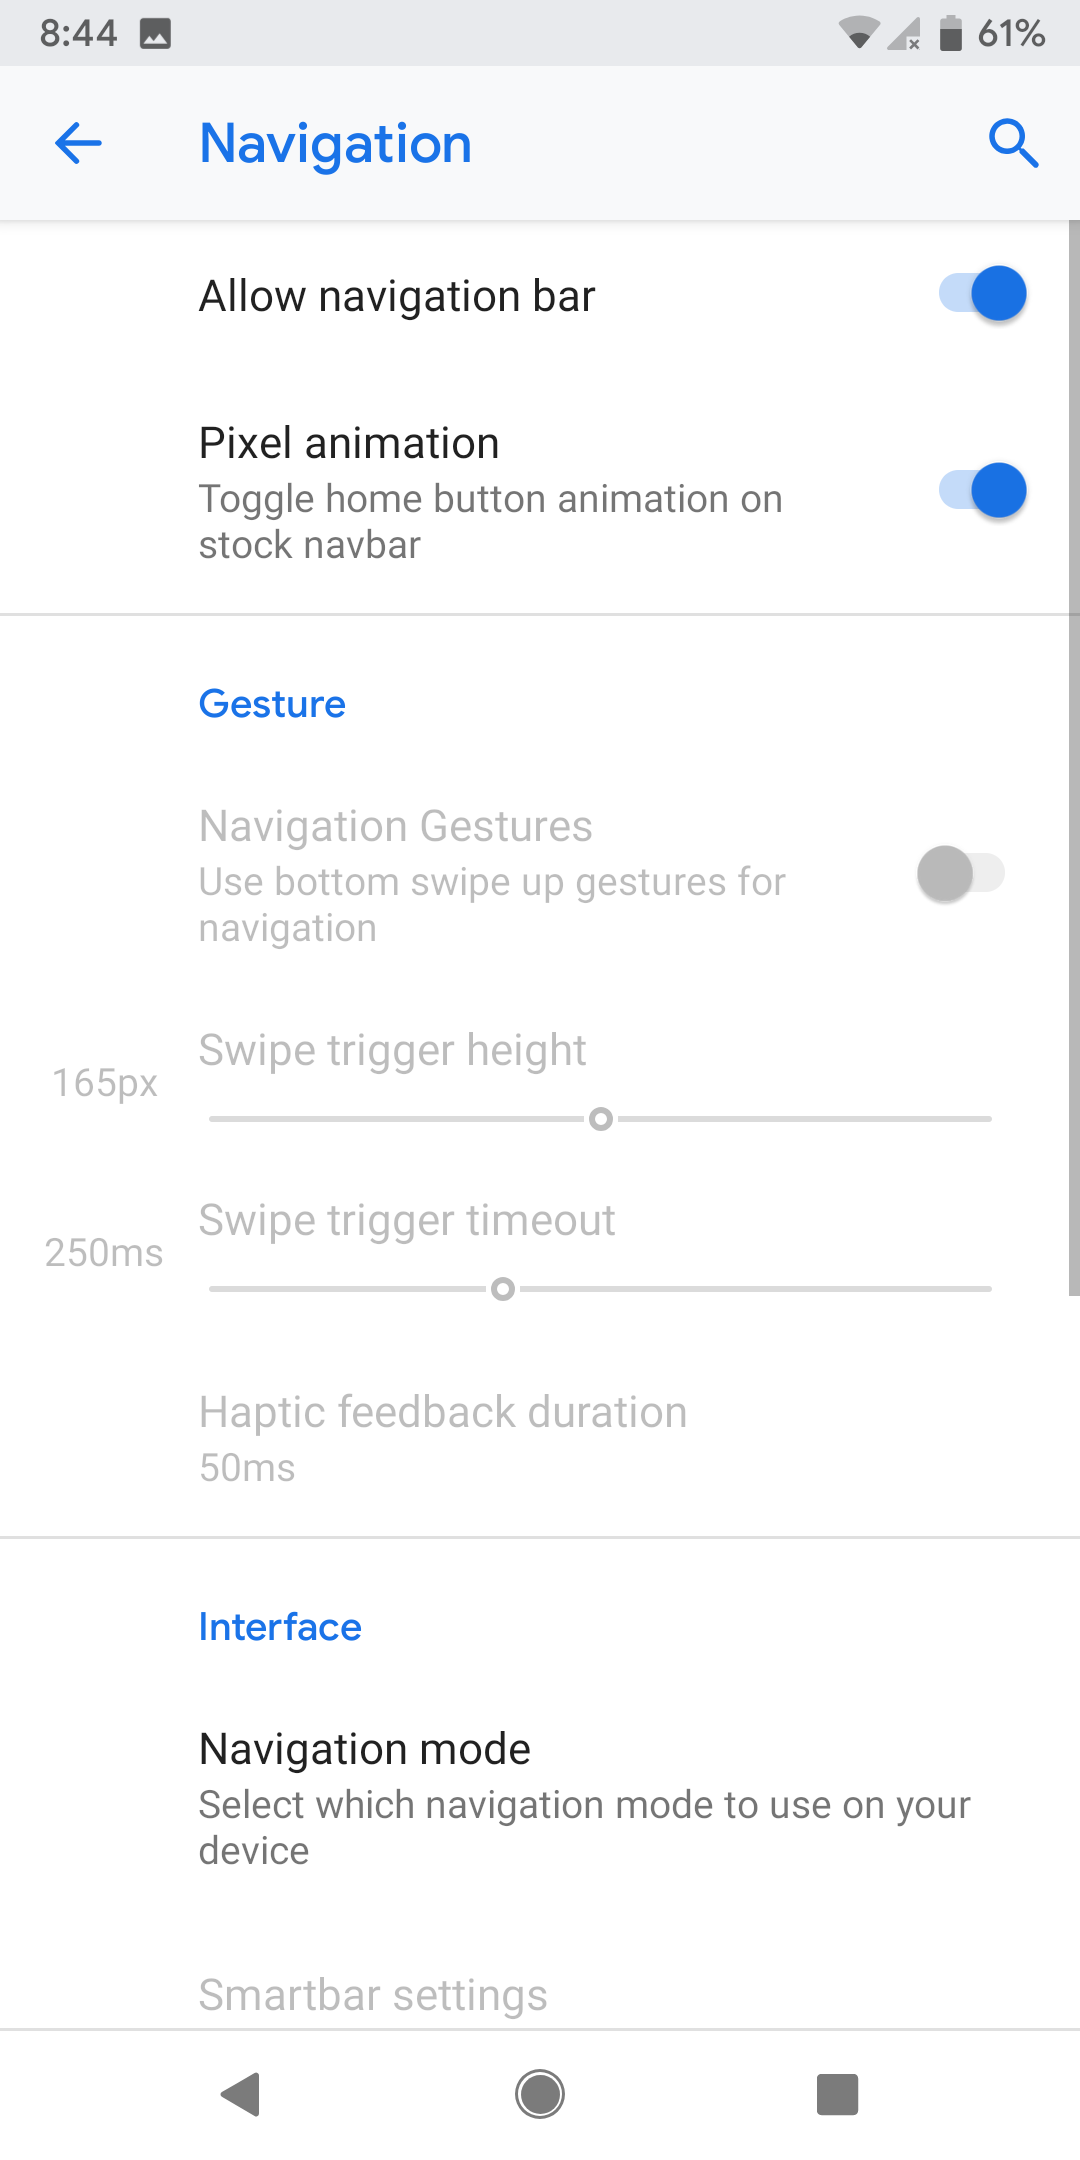 8:44 61%
Navigation
Allow navigation bar
Pixel animation
Toggle home button animation on
stock navbar
Gesture
Navigation Gestures
Use bottom swipe up gestures for
navigation
Swipe trigger height
165px
Swipe trigger timeout
250ms
Haptic feedback duration
50ms
Interface
Navigation mode
Select which navigation mode to use on your
device
Smartbar settings